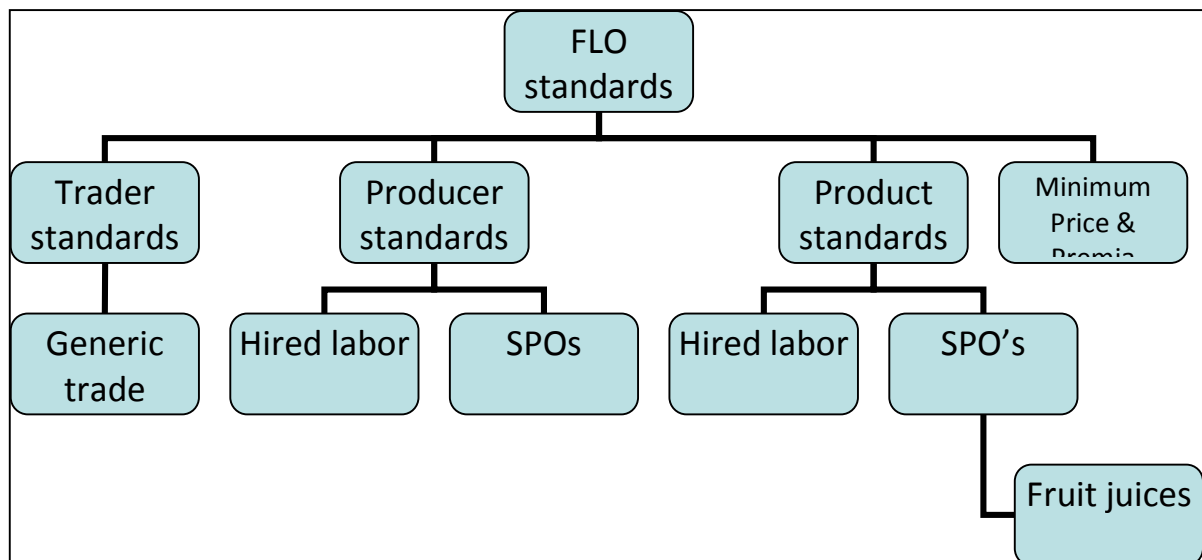 FLO
standards
Trader
standards
Producer
standards
Product
standards
Minimum
Price &
Premia
Generic
trade
Hired labor
SPOs
Hired labor
SPO’s
Fruit juices